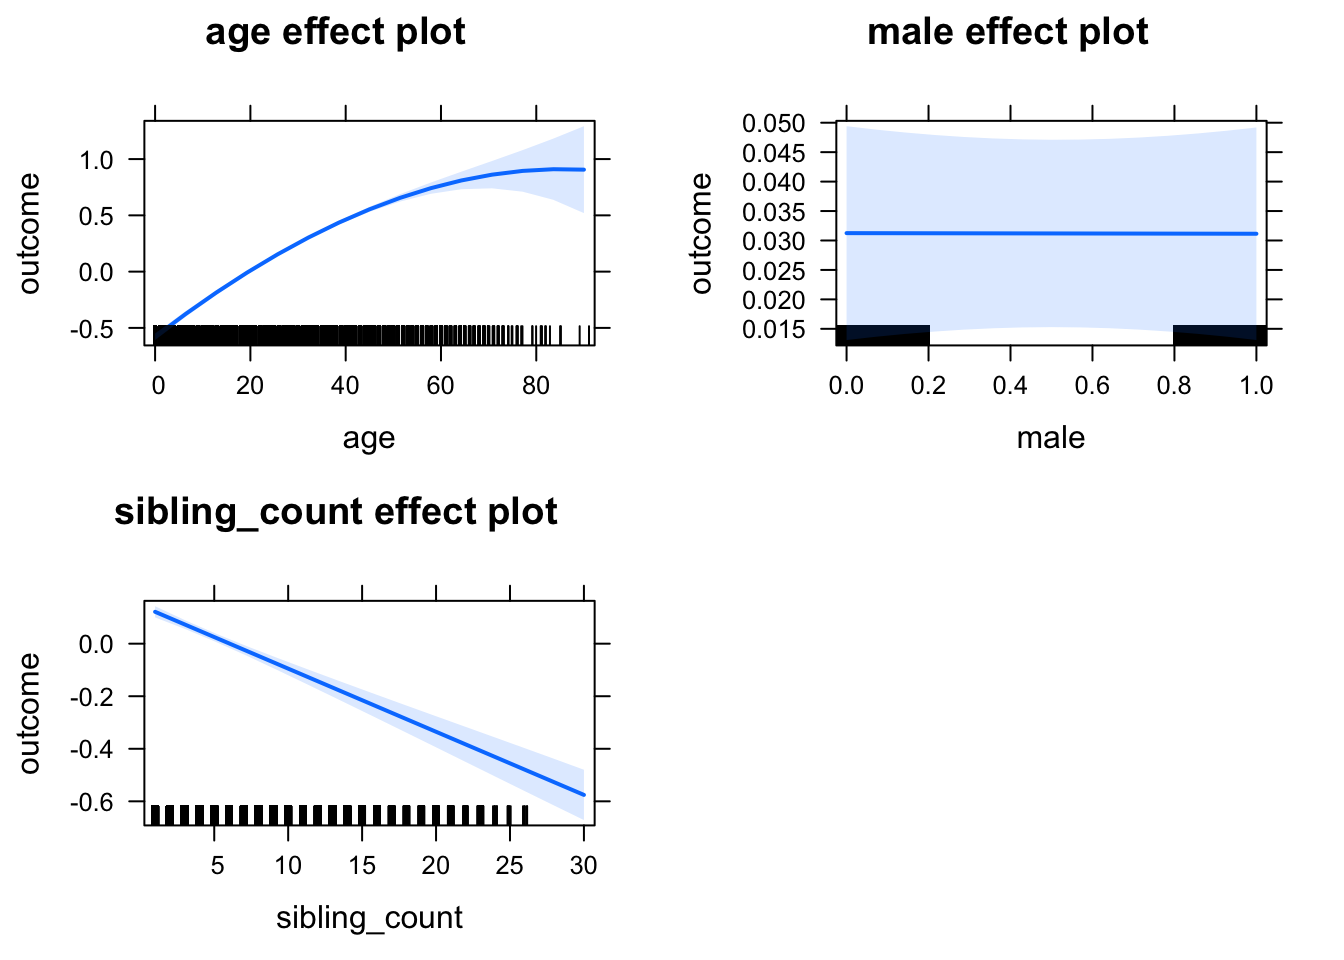 age effect plot
outcome
1.0
0.5
0.0
-0.5
0 20 40 60 80
age
male effect plot
outcome
0.050
0.045
0.040
0.035
0.030
0.025
0.020
0.015
0.0 0.2 0.4 0.6 0.8 1.0
male
sibling_count effect plot
outcome
0.0
-0.2
-0.4
-0.6
5 10 15 20 25 30
sibling_count